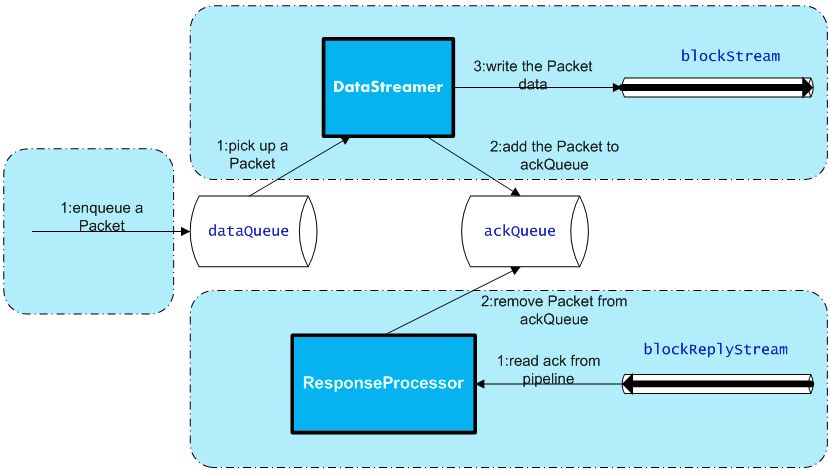 blockStream
3:write the Packet
data
DataStreamer
1:pick up a
Packet
2:add the Packet to
ackQueue
1:enqueue a
Packet
dataQueue
ackQueue
2:remove Packet from
ackQueue
blockReplyStream
1:read ack from
pipeline
ResponseProcessor